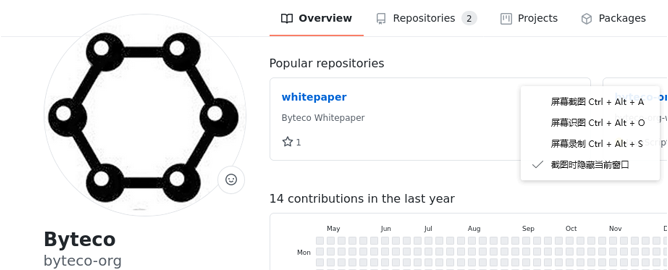 Overview
Repositories 2
Projects
Packages
Popular repositories
whitepaper
Byteco Whitepaper
1
屏幕截图 Ctrl + Alt + A
屏幕识图 Ctrl + Alt + O
屏幕录制 Ctrl + Alt + S
截图时隐藏当前窗口
14 contributions in the last year
May Jun Jul Aug Sep Oct Nov
Mon
Byteco
byteco-org